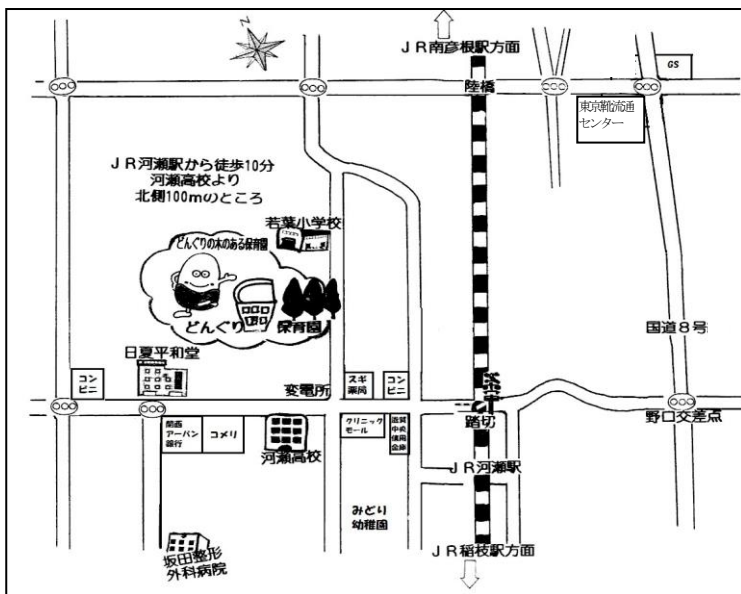 N
JR南彦根駅方面
GS
陸橋
東京靴流通
センター
JR河瀬駅から徒歩10分
河瀬高校より
北側100mのところ
若葉小学校
どんぐりの木のある保育園
どんぐり
保育園
国道8号
日夏平和堂
コン
ビニ
変電所
スギ
薬局
コン
ビニ
踏切
野口交差点
関西
アーバン
銀行
コメリ
河瀬高校
クリニック
モール
滋賀
中央
信用
金庫
JR河瀬駅
みどり
幼稚園
坂田整形
外科病院
JR稲枝駅方面